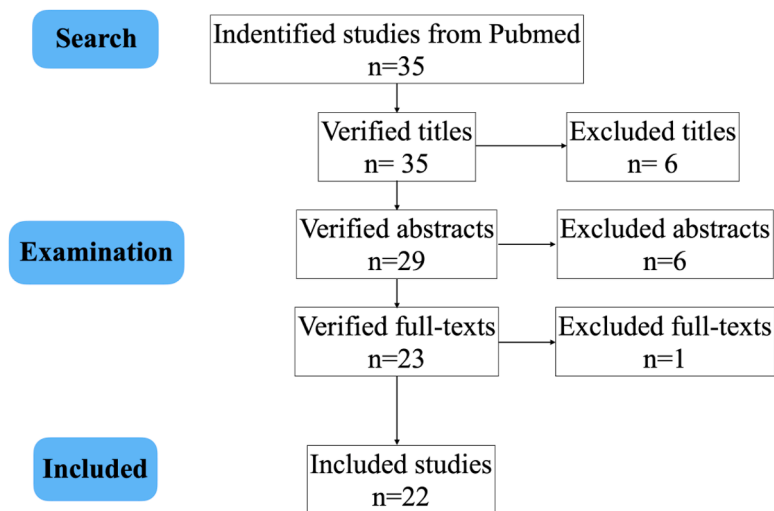 Search
Indentified studies from Pubmed
n=35
Verified titles
n= 35
Excluded titles
n= 6
Examination
Verified abstracts
n=29
Excluded abstracts
n=6
Verified full-texts
n=23
Excluded full-texts
n=1
Included
Included studies
n=22